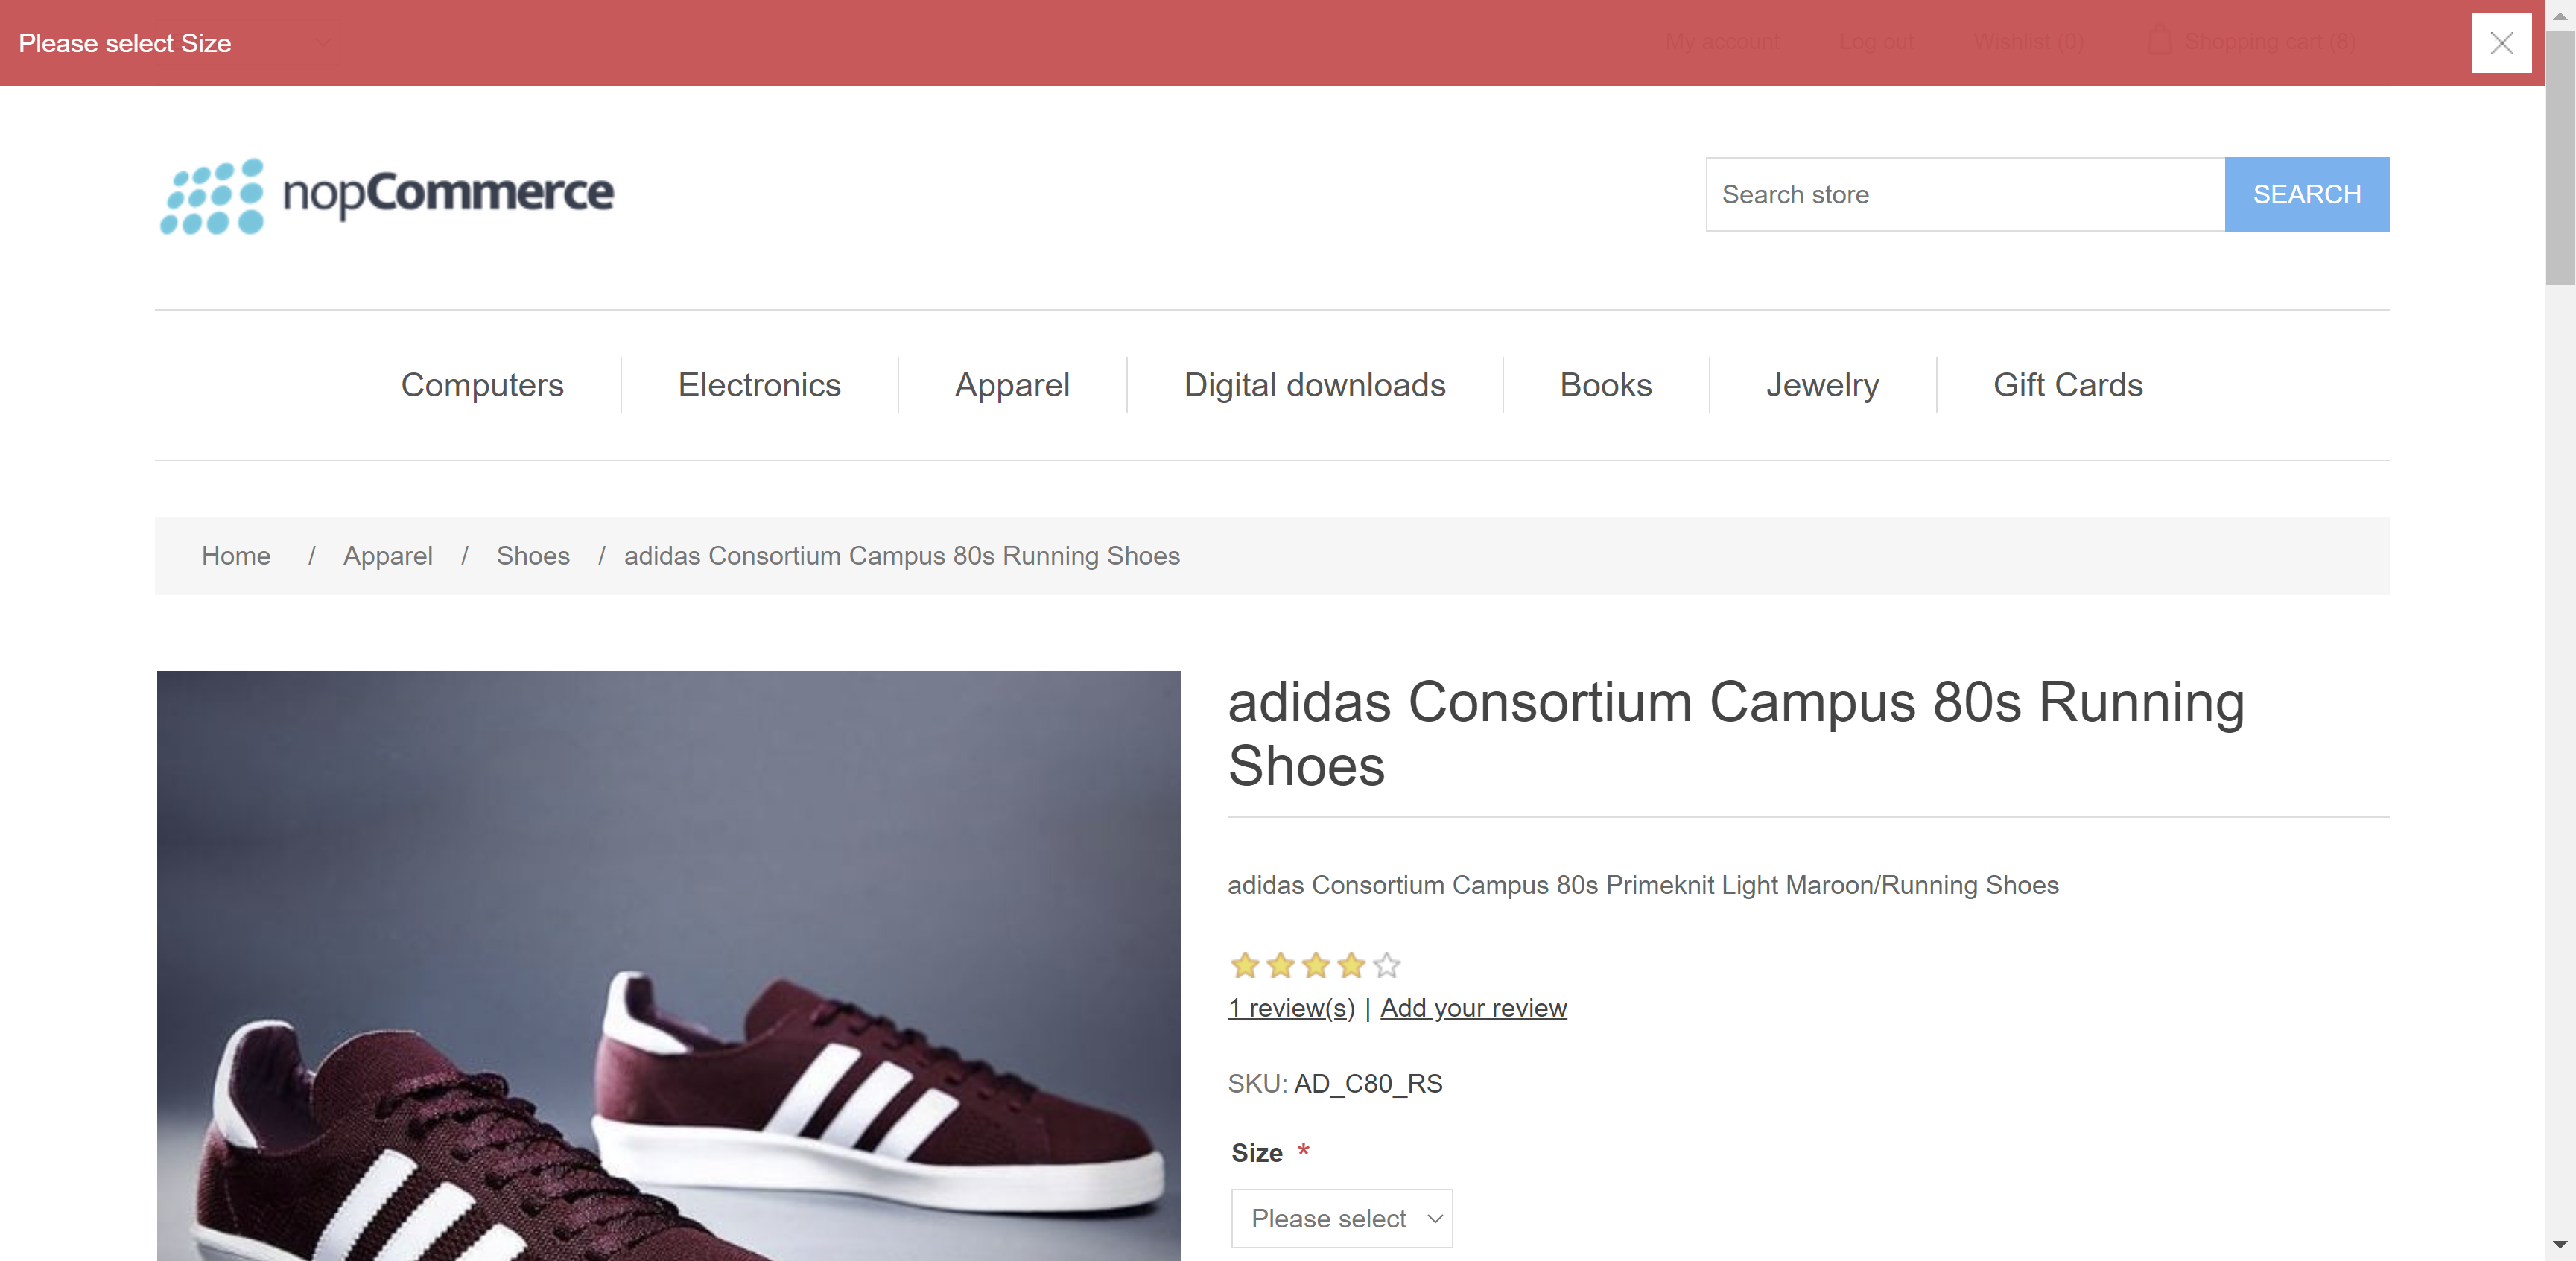 Please select Size
My account Log out Wishlist (0) Shopping cart (8)
nopCommerce
Search store SEARCH
Computers Electronics Apparel Digital downloads Books Jewelry Gift Cards
Home / Apparel / Shoes / adidas Consortium Campus 80s Running Shoes
adidas Consortium Campus 80s Running
Shoes
adidas Consortium Campus 80s Primeknit Light Maroon/Running Shoes
1 review(s) | Add your review
SKU: AD_C80_RS
Size *
Please select